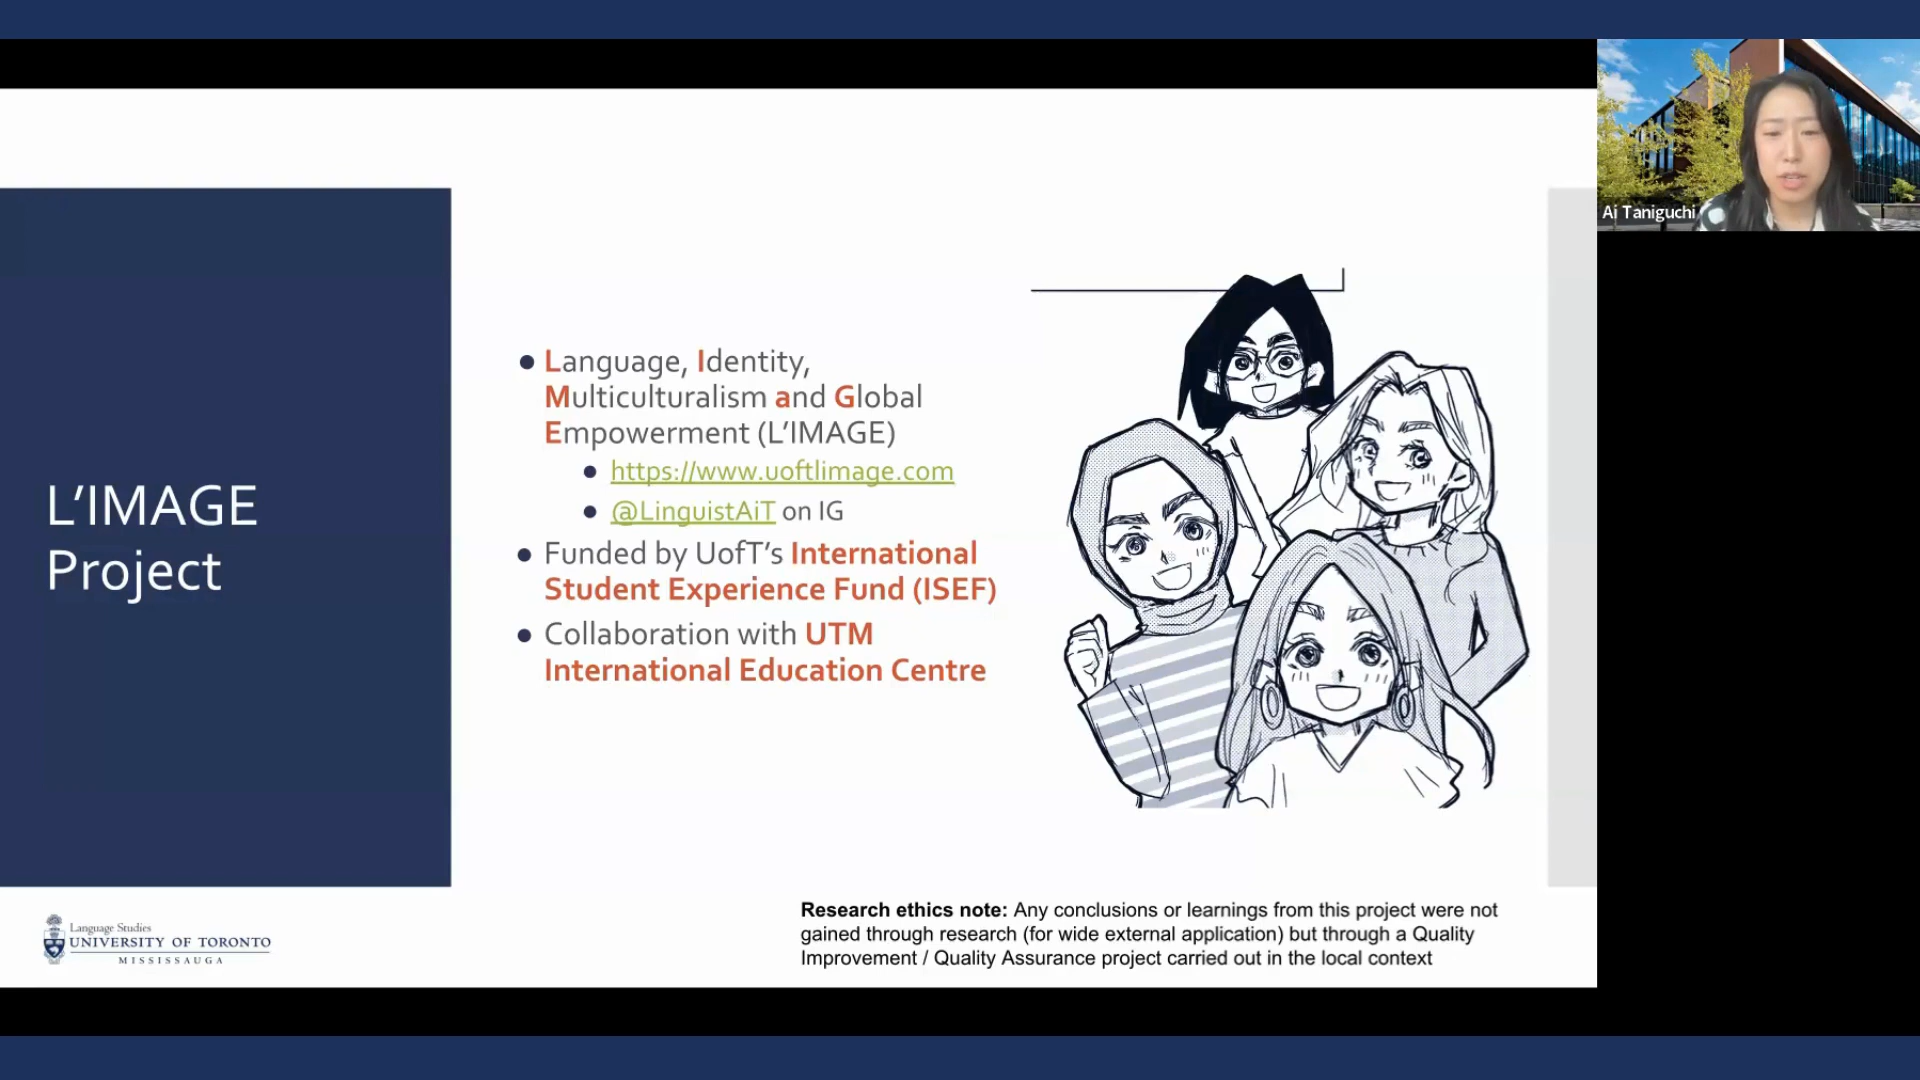 Ai Taniguchi
L’IMAGE
Project
● Language, Identity,
Multiculturalism and Global
Empowerment (L’IMAGE)
● https://www.uoftlimage.com
● @LinguistAiT on IG
● Funded by UofT’s International
Student Experience Fund (ISEF)
● Collaboration with UTM
International Education Centre
Language Studies
UNIVERSITY OF TORONTO
MISSISSAUGA
Research ethics note: Any conclusions or learnings from this project were not
gained through research (for wide external application) but through a Quality
Improvement / Quality Assurance project carried out in the local context